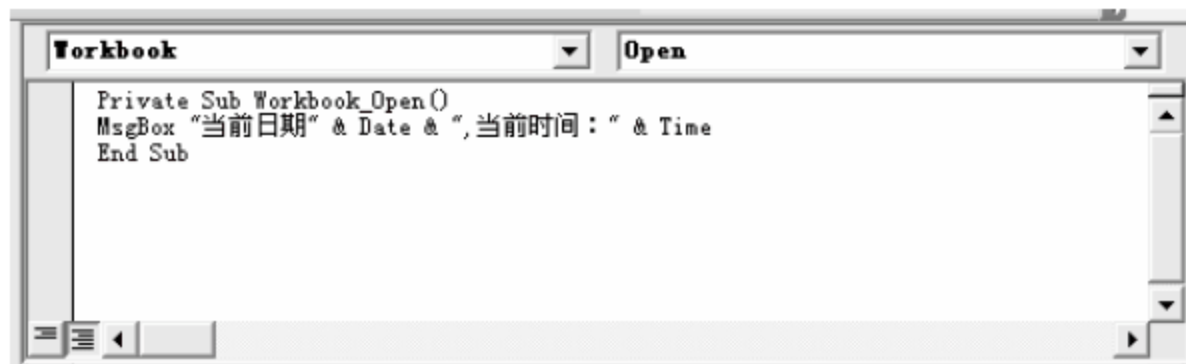 Workbook Open
Private Sub Workbook_Open()
MsgBox "当前日期" & Date & ",当前时间：" & Time
End Sub